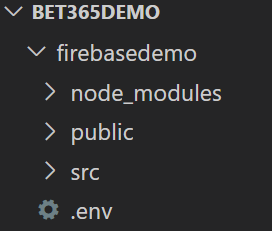 BET365DEMO
firebasedemo
node_modules
public
src
.env